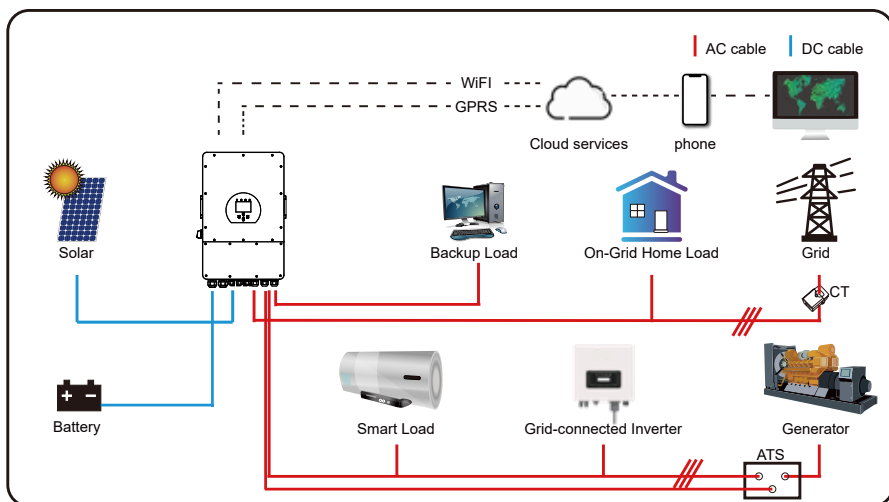 AC cable
DC cable
WiFI
GPRS
Cloud services
phone
Solar
Backup Load
On-Grid Home Load
Grid
CT
Battery
Smart Load
Grid-connected Inverter
Generator
ATS